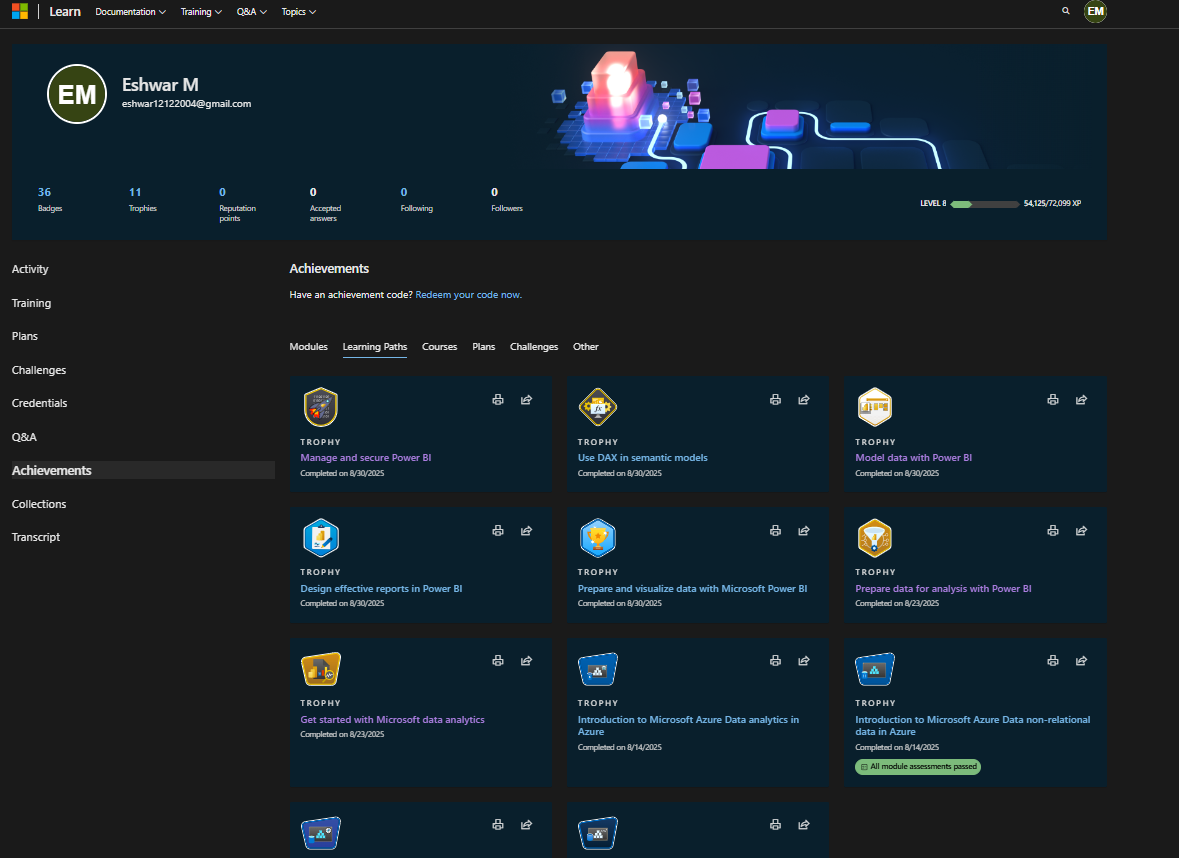 Learn Documentation Training Q&A Topics EM
EM
Eshwar M
eshwar12122004@gmail.com
36 11 0 0 0 0
Badges Trophies Reputation points Accepted answers Following Followers
LEVEL 8 54,125/72,099 XP
Activity
Training
Plans
Challenges
Credentials
Q&A
Achievements
Collections
Transcript
Achievements
Have an achievement code? Redeem your code now.
Modules Learning Paths Courses Plans Challenges Other
TROPHY
Manage and secure Power BI
Completed on 8/30/2025
fx
TROPHY
Use DAX in semantic models
Completed on 8/30/2025
TROPHY
Model data with Power BI
Completed on 8/30/2025
TROPHY
Design effective reports in Power BI
Completed on 8/30/2025
TROPHY
Prepare and visualize data with Microsoft Power BI
Completed on 8/30/2025
TROPHY
Prepare data for analysis with Power BI
Completed on 8/23/2025
TROPHY
Get started with Microsoft data analytics
Completed on 8/23/2025
TROPHY
Introduction to Microsoft Azure Data analytics in
Azure
Completed on 8/14/2025
TROPHY
Introduction to Microsoft Azure Data non-relational
data in Azure
Completed on 8/14/2025
All module assessments passed